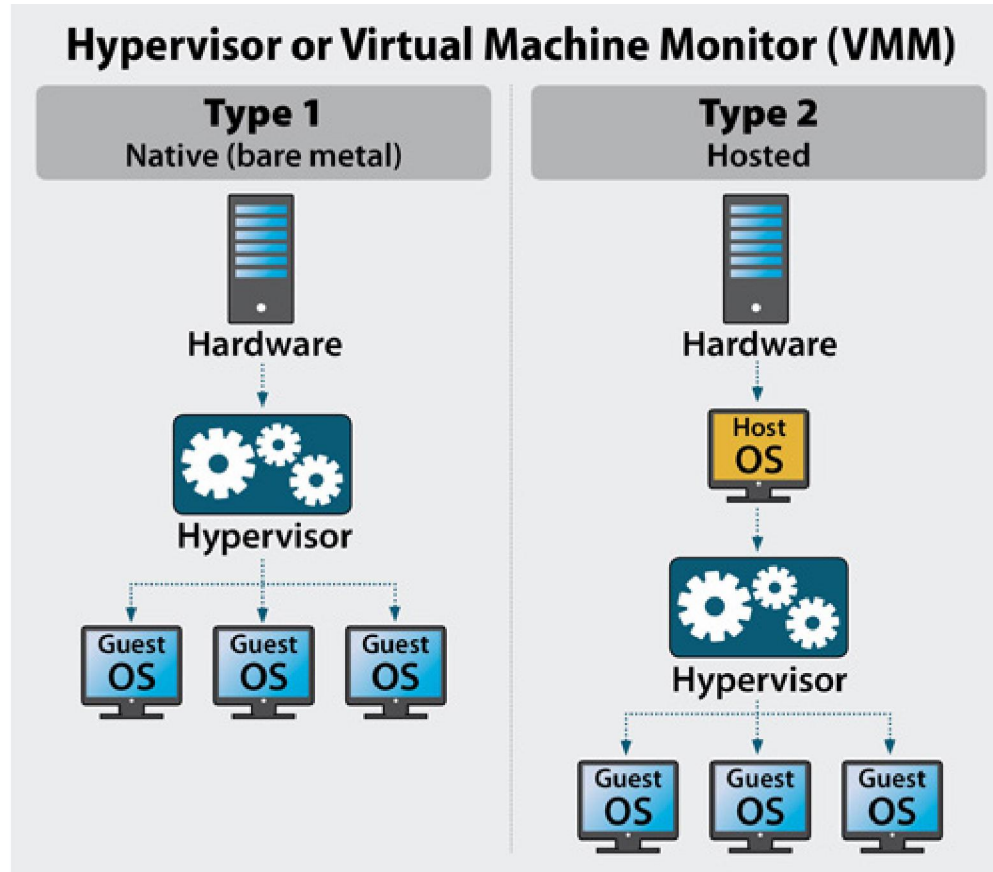 Hypervisor or Virtual Machine Monitor (VMM)
Type 1
Native (bare metal)
Hardware
Hypervisor
Guest
OS
Guest
OS
Guest
OS
Type 2
Hosted
Hardware
Host
OS
Hypervisor
Guest
OS
Guest
OS
Guest
OS